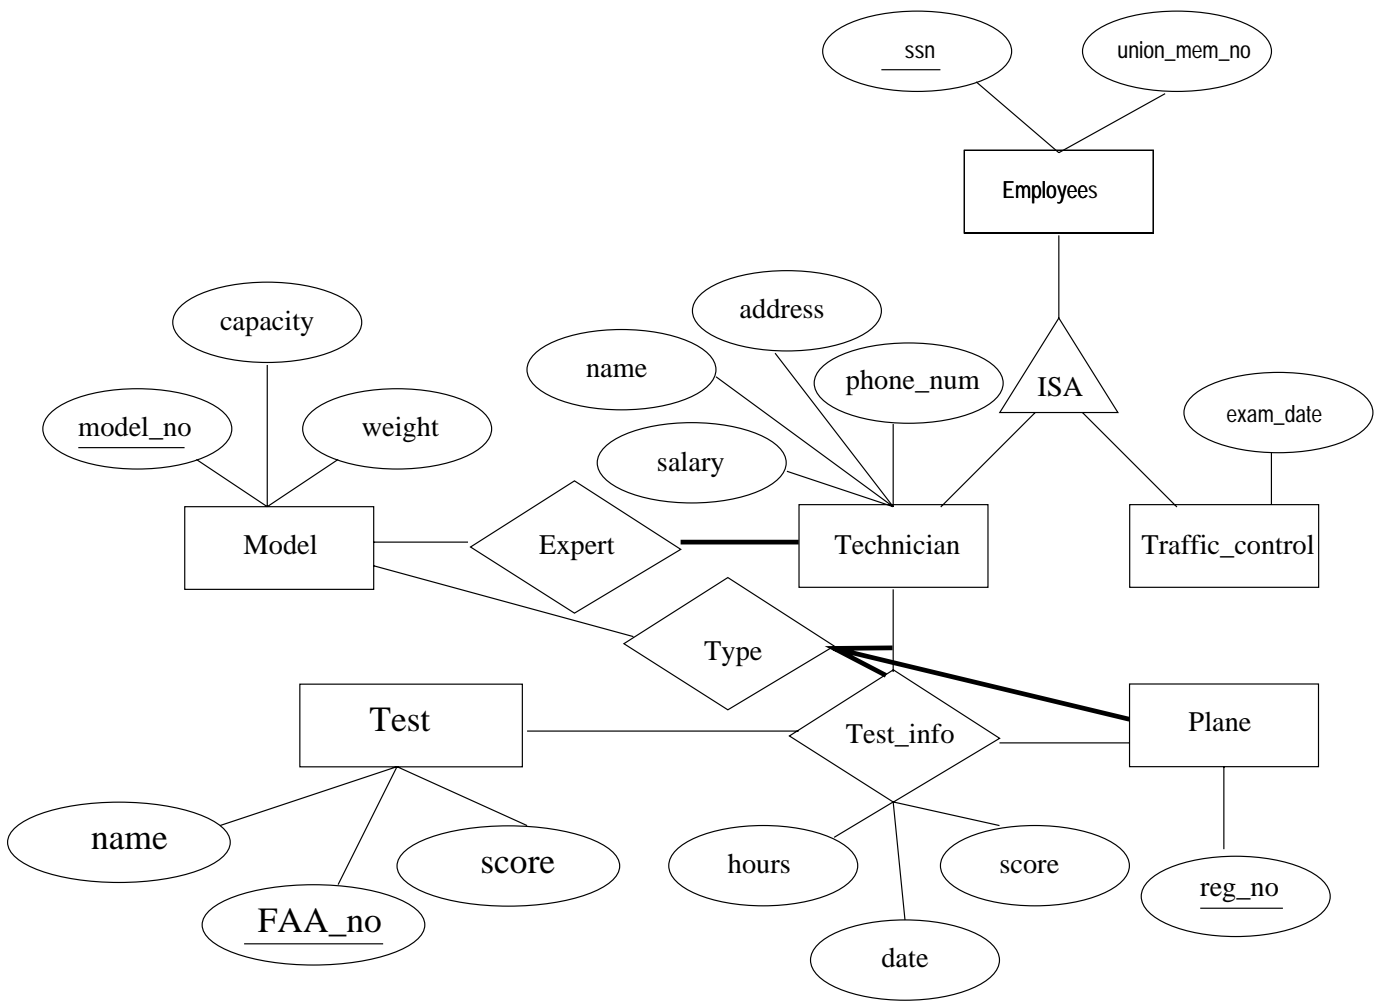 ssn
union_mem_no
Employees
address
capacity
name
phone_num
ISA
exam_date
model_no
weight
salary
Model
Expert
Technician
Traffic_control
Type
Test
Test_info
Plane
name
score
hours
score
reg_no
FAA_no
date